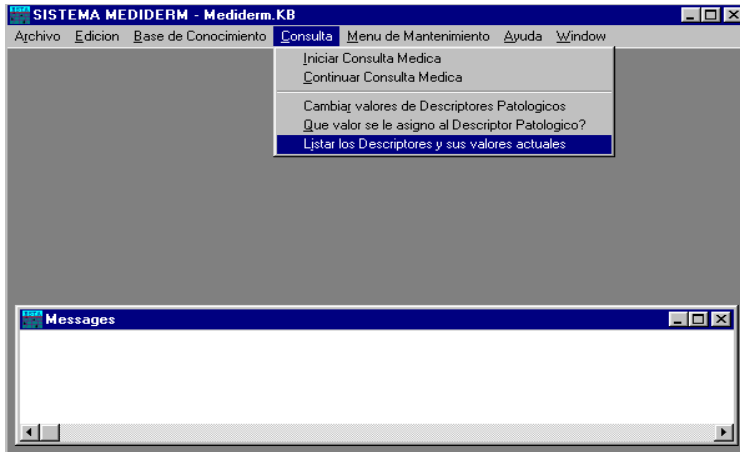 SISTEMA MEDIDERM - Mediderm.KB
Archivo Edicion Base de Conocimiento Consulta Menu de Mantenimiento Ayuda Window
Iniciar Consulta Medica
Continuar Consulta Medica
Cambiar valores de Descriptores Patologicos
Que valor se le asigno al Descriptor Patologico?
Listar los Descriptores y sus valores actuales
Messages